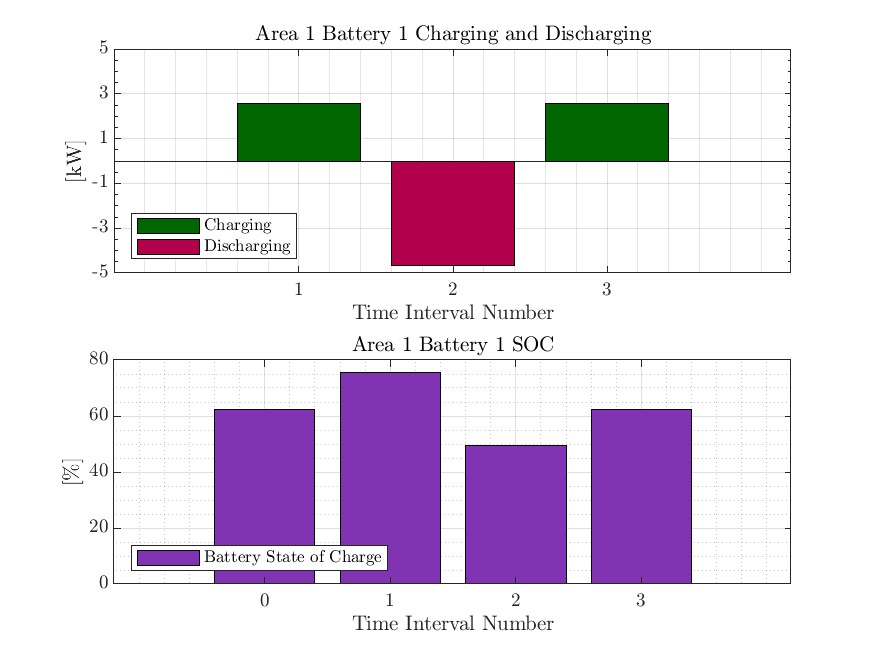 Area 1 Battery 1 Charging and Discharging
5
3
1
-1
-3
-5
[kW]
Charging
Discharging
1 2 3
Time Interval Number
Area 1 Battery 1 SOC
80
60
40
20
0
[%]
Battery State of Charge
0 1 2 3
Time Interval Number